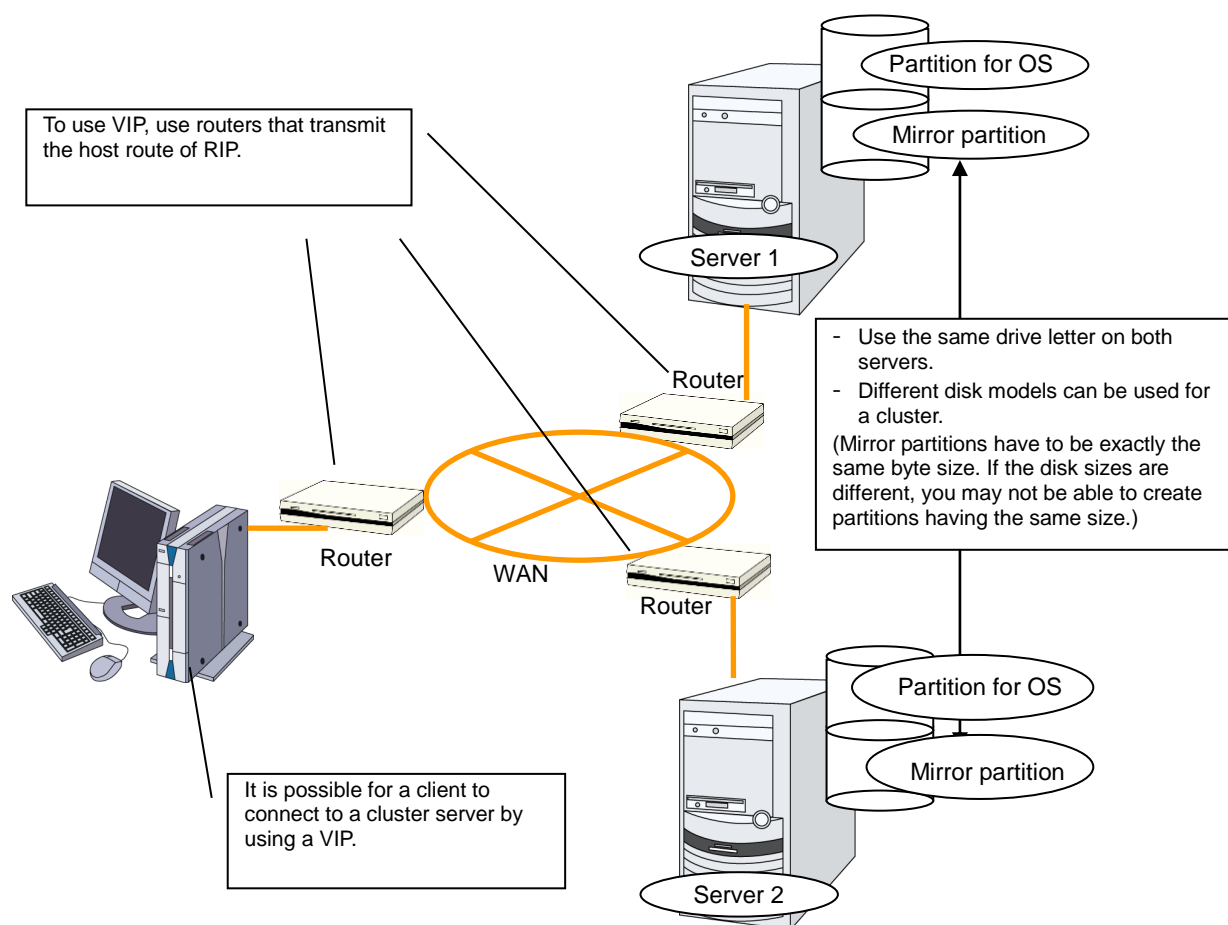 Partition for OS
Mirror partition
To use VIP, use routers that transmit
the host route of RIP.
Server 1
- Use the same drive letter on both
servers.
- Different disk models can be used for
a cluster.
(Mirror partitions have to be exactly the
same byte size. If the disk sizes are
different, you may not be able to create
partitions having the same size.)
Router
Router
WAN
Router
Partition for OS
Mirror partition
It is possible for a client to
connect to a cluster server by
using a VIP.
Server 2